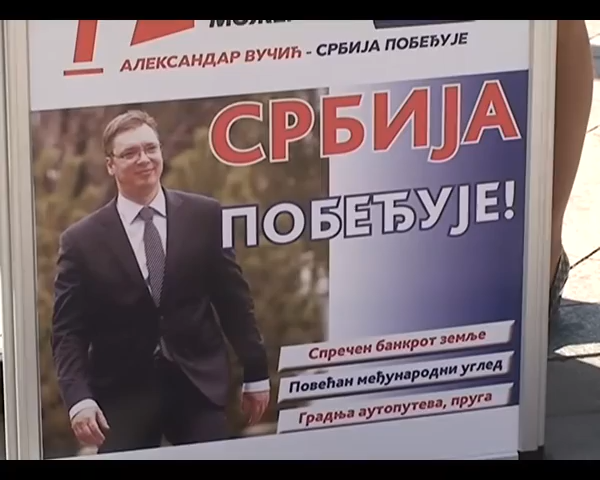 АЛЕКСАНДАР ВУЧИЋ - СРБИЈА ПОБЕЂУЈЕ
СРБИЈА
ПОБЕЂУЈЕ!
Спречен банкрот земље
Повећан међународни углед
Градња аутопутева, пруга